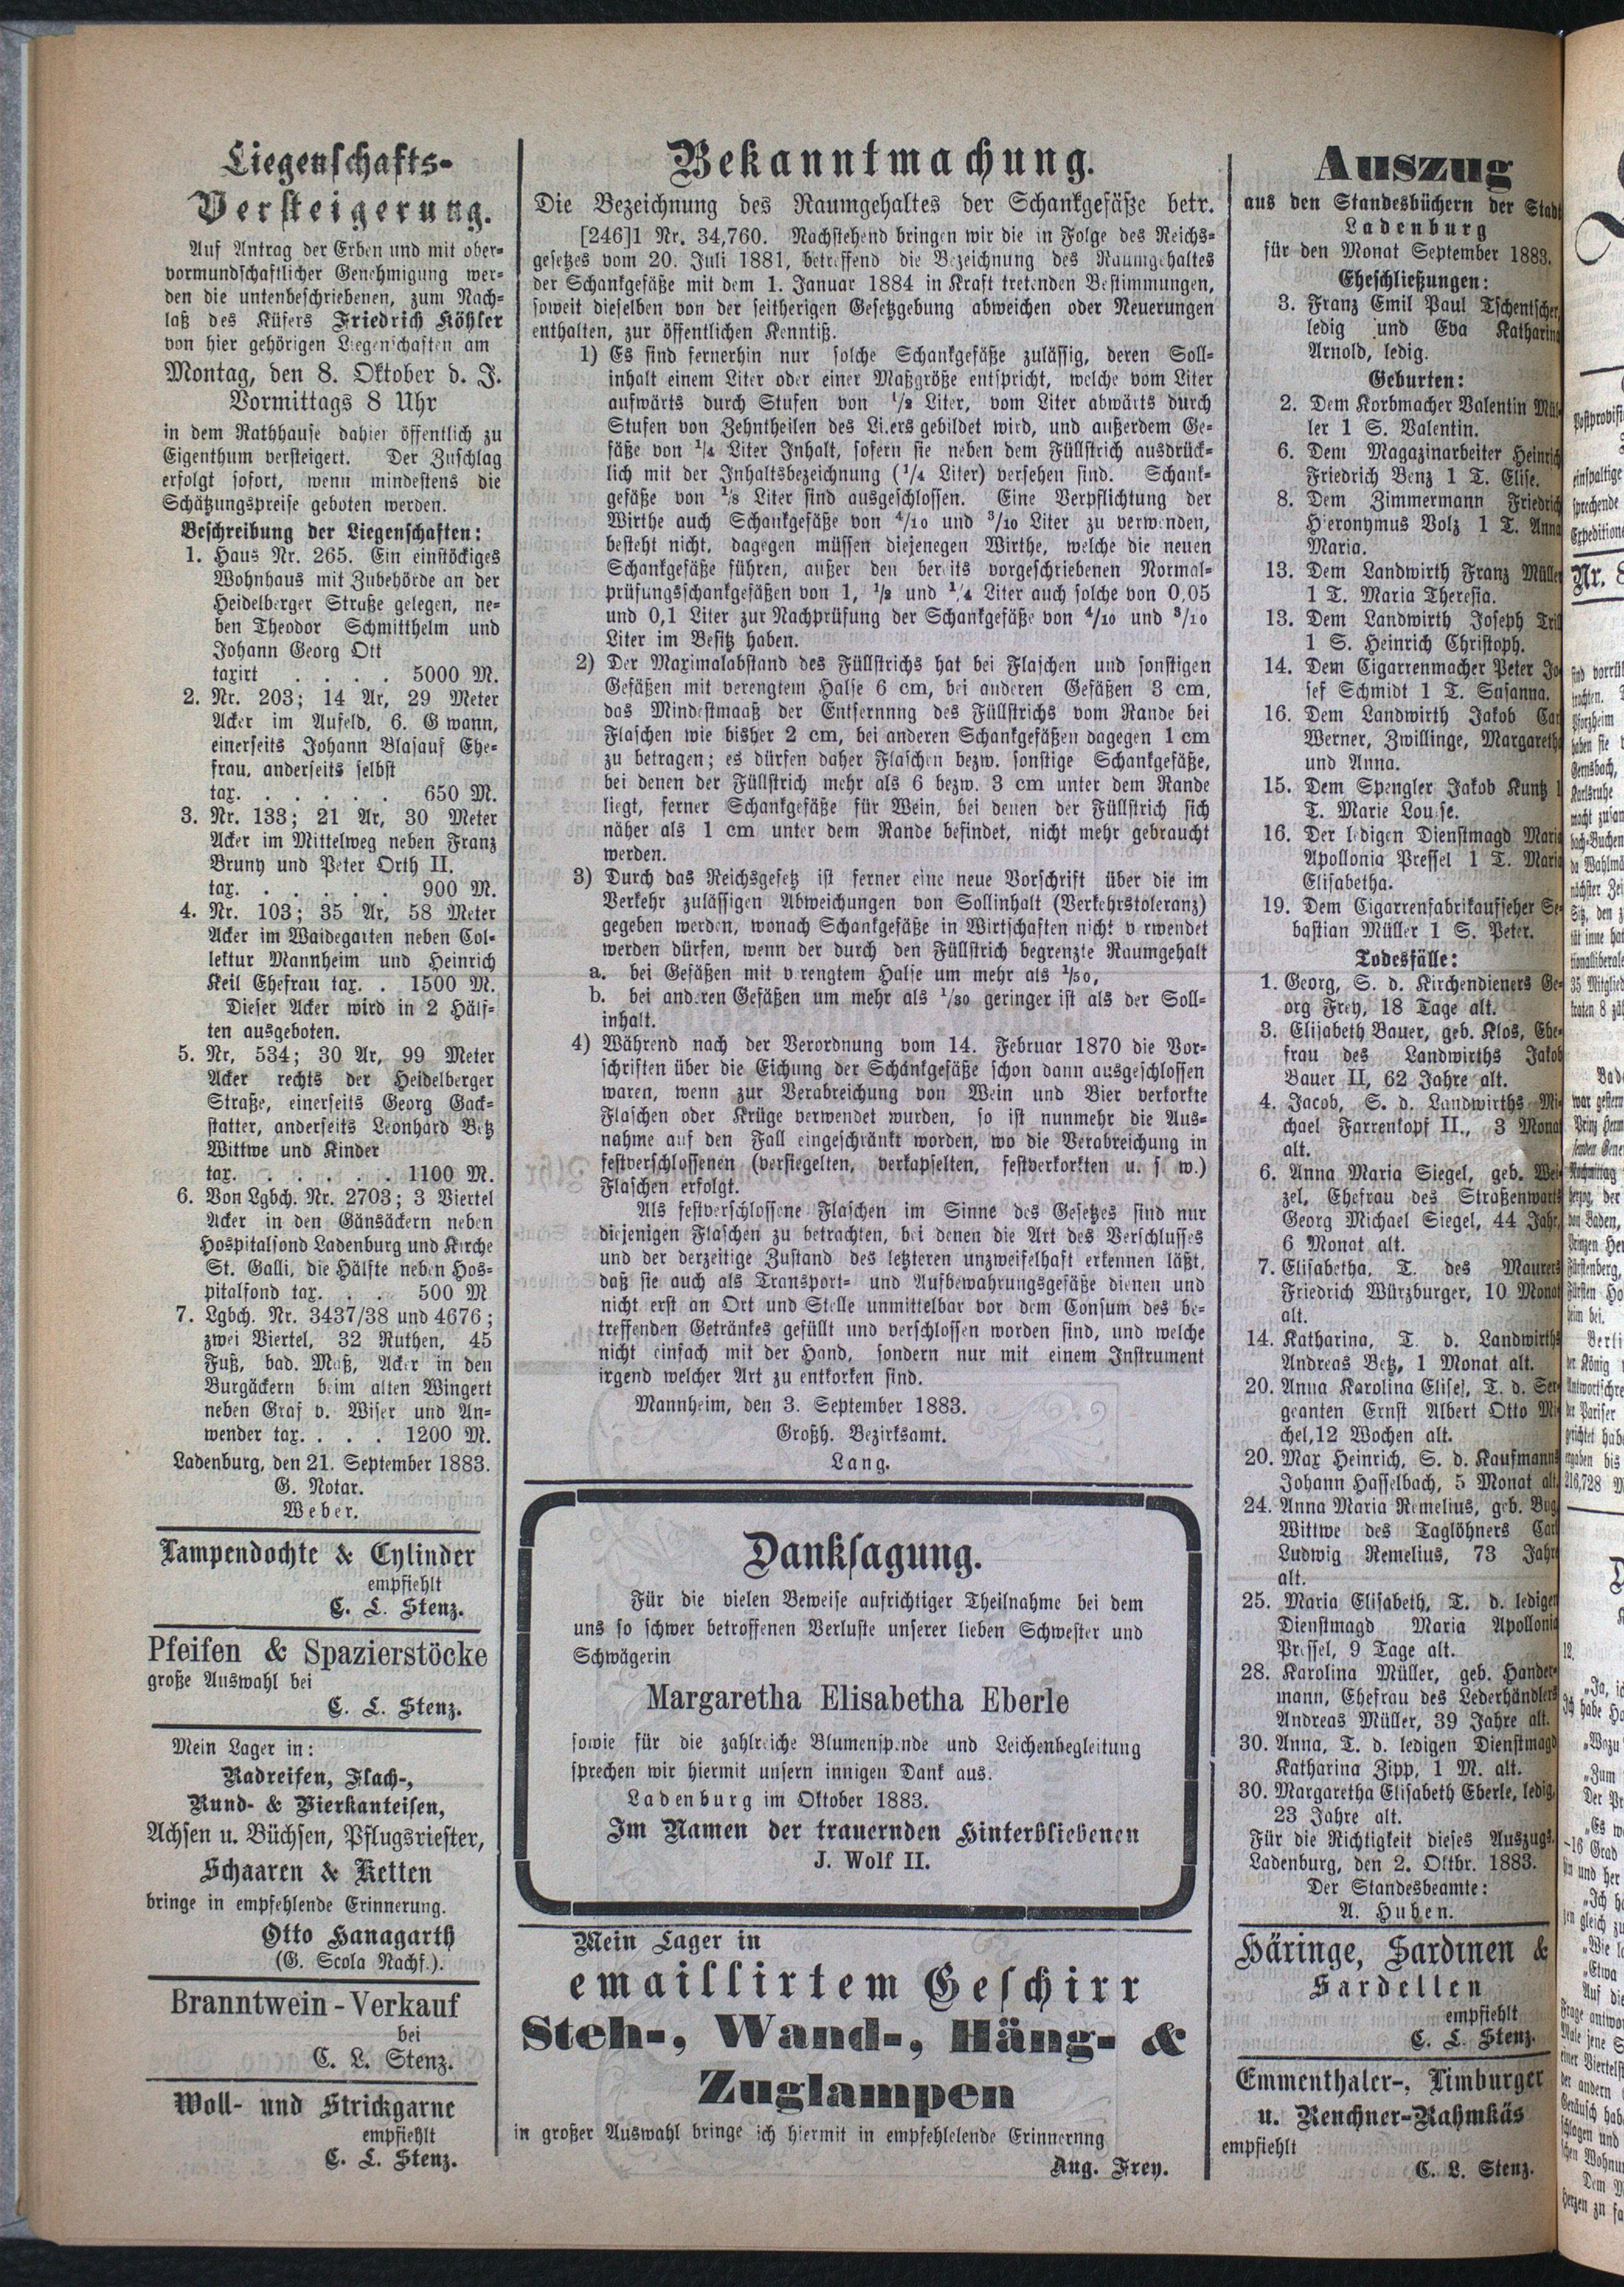 Liegenschafts-
Versteigerung.
Auf Antrag der Erben und mit ober-
vormundschaftlicher Genehmigung wer-
den die untenbeschriebenen, zum Nach-
laß des Küfers Friedrich Köhler
von hier gehörigen Liegenschaften am
Montag, den 8. Oktober d. J.
Vormittags 8 Uhr
in dem Rathhause dahier öffentlich zu
Eigenthum versteigert. Der Zuschlag
erfolgt sofort, wenn mindestens die
Schätzungspreise geboten werden.
Beschreibung der Liegenschaften:
1. Haus Nr. 265. Ein einstöckiges
Wohnhaus mit Zubehörde an der
Heidelberger Straße gelegen, ne-
ben Theodor Schmitthelm und
Johann Georg Ott
taxirt . . . . 5000 M.
2. Nr. 203; 14 Ar, 29 Meter
Acker im Aufeld, 6. Gwann,
einerseits Johann Blasauf Ehe-
frau, anderseits selbst
tax. . . . . . 650 M.
3. Nr. 133; 21 Ar, 30 Meter
Acker im Mittelweg neben Franz
Bruny und Peter Orth II.
tax. . . . . . 900 M.
4. Nr. 103; 35 Ar, 58 Meter
Acker im Waidegarten neben Col-
lektur Mannheim und Heinrich
Keil Ehefrau tax. . 1500 M.
Dieser Acker wird in 2 Hälf-
ten ausgeboten.
5. Nr, 534; 30 Ar, 99 Meter
Acker rechts der Heidelberger
Straße, einerseits Georg Gack-
statter, anderseits Leonhard Betz
Wittwe und Kinder
tax. . . . . . 1100 M.
6. Von Lgbch. Nr. 2703; 3 Viertel
Acker in den Gänsäckern neben
Hospitalfond Ladenburg und Kirche
St. Galli, die Hälfte neben Hos-
pitalfond tax. . . 500 M
7. Lgbch. Nr. 3437/38 und 4676;
zwei Viertel, 32 Ruthen, 45
Fuß, bad. Maß, Acker in den
Burgäckern beim alten Wingert
neben Graf v. Wiser und An-
wender tax. . . . 1200 M.
Ladenburg, den 21. September 1883.
G. Notar.
Weber.
Lampendochte & Cylinder
empfiehlt
C. L. Stenz.
Pfeifen & Spazierstöcke
große Auswahl bei
C. L. Stenz.
Mein Lager in:
Radreifen, Flach-,
Rund- & Vierkanteisen,
Achsen u. Büchsen, Pflugsriester,
Schaaren & Ketten
bringe in empfehlende Erinnerung.
Otto Hanagarth
(G. Scola Nachf.).
Branntwein-Verkauf
bei
C. L. Stenz.
Woll- und Strickgarne
empfiehlt
C. L. Stenz.
Bekanntmachung.
Die Bezeichnung des Raumgehaltes der Schankgefäße betr.
[246]1 Nr. 34,760. Nachstehend bringen wir die in Folge des Reichs-
gesetzes vom 20. Juli 1881, betreffend die Bezeichnung des Raumgehaltes
der Schankgefäße mit dem 1. Januar 1884 in Kraft tretenden Bestimmungen,
soweit dieselben von der seitherigen Gesetzgebung abweichen oder Neuerungen
enthalten, zur öffentlichen Kenntiß.
1) Es sind fernerhin nur solche Schankgefäße zulässig, deren Soll-
inhalt einem Liter oder einer Maßgröße entspricht, welche vom Liter
aufwärts durch Stufen von 1/2 Liter, vom Liter abwärts durch
Stufen von Zehntheilen des Liters gebildet wird, und außerdem Ge-
fäße von 1/4 Liter Inhalt, sofern sie neben dem Füllstrich ausdrück-
lich mit der Inhaltsbezeichnung (1/4 Liter) versehen sind. Schank-
gefäße von 1/8 Liter sind ausgeschlossen. Eine Verpflichtung der
Wirthe auch Schankgefäße von 4/10 und 3/10 Liter zu verwenden,
besteht nicht, dagegen müssen diejenegen Wirthe, welche die neuen
Schankgefäße führen, außer den bereits vorgeschriebenen Normal-
prüfungsschankgefäßen von 1, 1/2 und 1/4 Liter auch solche von 0,05
und 0,1 Liter zur Nachprüfung der Schankgefäße von 4/10 und 3/10
Liter im Besitz haben.
2) Der Maximalabstand des Füllstrichs hat bei Flaschen und sonstigen
Gefäßen mit verengtem Halse 6 cm, bei anderen Gefäßen 3 cm,
das Mindestmaaß der Entfernnng des Füllstrichs vom Rande bei
Flaschen wie bisher 2 cm, bei anderen Schankgefäßen dagegen 1 cm
zu betragen; es dürfen daher Flaschen bezw. sonstige Schankgefäße,
bei denen der Füllstrich mehr als 6 bezw. 3 cm unter dem Rande
liegt, ferner Schankgefäße für Wein, bei denen der Füllstrich sich
näher als 1 cm unter dem Rande befindet, nicht mehr gebraucht
werden.
3) Durch das Reichsgesetz ist ferner eine neue Vorschrift über die im
Verkehr zulässigen Abweichungen von Sollinhalt (Verkehrstoleranz)
gegeben werden, wonach Schankgefäße in Wirtschaften nicht verwendet
werden dürfen, wenn der durch den Füllstrich begrenzte Raumgehalt
a. bei Gefäßen mit verengtem Halse um mehr als 1/50,
b. bei anderen Gefäßen um mehr als 1/30 geringer ist als der Soll-
inhalt.
4) Während nach der Verordnung vom 14. Februar 1870 die Vor-
schriften über die Eichung der Schankgefäße schon dann ausgeschlossen
waren, wenn zur Verabreichung von Wein und Bier verkorkte
Flaschen oder Krüge verwendet wurden, so ist nunmehr die Aus-
nahme auf den Fall eingeschränkt worden, wo die Verabreichung in
festverschlossenen (versiegelten, verkapselten, festverkorkten u. s w.)
Flaschen erfolgt.
Als festverschlossene Flaschen im Sinne des Gesetzes sind nur
diejenigen Flaschen zu betrachten, bei denen die Art des Verschlusses
und der derzeitige Zustand des letzteren unzweifelhaft erkennen läßt,
daß sie auch als Transport- und Aufbewahrungsgefäße dienen und
nicht erst an Ort und Stelle unmittelbar vor dem Consum des be-
treffenden Getränkes gefüllt und verschlossen worden sind, und welche
nicht einfach mit der Hand, sondern nur mit einem Instrument
irgend welcher Art zu entkorken sind.
Mannheim, den 3. September 1883.
Großh. Bezirksamt.
Lang.
Danksagung.
Für die vielen Beweise aufrichtiger Theilnahme bei dem
uns so schwer betroffenen Verluste unserer lieben Schwester und
Schwägerin
Margaretha Elisabetha Eberle
sowie für die zahlreiche Blumenspende und Leichenbegleitung
sprechen wir hiermit unsern innigen Dank aus.
Ladenburg im Oktober 1883.
Im Namen der trauernden Hinterbliebenen
J. Wolf II.
Mein Lager in
emaillirtem Geschirr
Steh-, Wand-, Häng- &
Zuglampen
in großer Auswahl bringe ich hiermit in empfehlelende Erinnernng
Aug. Frey.
Auszug
aus den Standesbüchern der Stadt
Ladenburg
für den Monat September 1883.
Eheschließungen:
3. Franz Emil Paul Tschentscher,
ledig und Eva Katharin
Arnold, ledig.
Geburten:
2. Dem Korbmacher Valentin Mül-
ler 1 S. Valentin.
6. Dem Magazinarbeiter Heinrich
Friedrich Benz 1 T. Elise.
8. Dem Zimmermann Friedrich
Hieronymus Volz 1 T. Anna
Maria.
13. Dem Landwirth Franz Müller
1 T. Maria Theresia.
13. Dem Landwirth Joseph Trill
1 S. Heinrich Christoph.
14. Dem Cigarrenmacher Peter Jo-
sef Schmidt 1 T. Susanna.
16. Dem Landwirth Jakob Carl
Werner, Zwillinge, Margaretha
und Anna.
15. Dem Spengler Jakob Kuntz 1
T. Marie Louise.
16. Der ledigen Dienstmagd Maria
Apollonia Pressel 1 T. Maria
Elisabetha.
19. Dem Cigarrenfabrikaufseher Se-
bastian Müller 1 S. Peter.
Todesfälle:
1. Georg, S. d. Kirchendieners Ge-
org Frey, 18 Tage alt.
3. Elisabeth Bauer, geb. Klos, Ehe-
frau des Landwirths Jakob
Bauer II, 62 Jahre alt.
4. Jacob, S. d. Landwirths Mi-
chael Farrenkopf II., 3 Monat
alt.
6. Anna Maria Siegel, geb. Wei-
zel, Ehefrau des Straßenwarts
Georg Michael Siegel, 44 Jahr,
6 Monat alt.
7. Elisabetha, T. des Maurers
Friedrich Würzburger, 10 Monat
alt.
14. Katharina, T. d. Landwirths
Andreas Betz, 1 Monat alt.
20. Anna Karolina Elise, T. d. Ser-
geanten Ernst Albert Otto Mi-
chel, 12 Wochen alt.
20. Max Heinrich, S. d. Kaufmanns
Johann Hasselbach, 5 Monat alt.
24. Anna Maria Remelius, geb.
Wittwe des Taglöhners Carl
Ludwig Remelius, 73 Jahre
alt.
25. Maria Elisabeth, T. d. ledigen
Dienstmagd Maria Apollonia
Pressel, 9 Tage alt.
28. Karolina Müller, geb. Hander-
mann, Ehefrau des Lederhändlers
Andreas Müller, 39 Jahre alt.
30. Anna, T. d. ledigen Dienstmagd
Katharina Zipp, 1 M. alt.
30. Margaretha Elisabeth Eberle, ledig,
23 Jahre alt.
Für die Richtigkeit dieses Auszugs.
Ladenburg, den 2. Oktbr. 1883.
Der Standesbeamte:
A. Huben.
Häringe, Sardinen &
Sardellen
empfiehlt
C. L. Stenz.
Emmenthaler-, Limburger
u. Renchner-Rahmkäs
empfiehlt
C. L. Stenz.